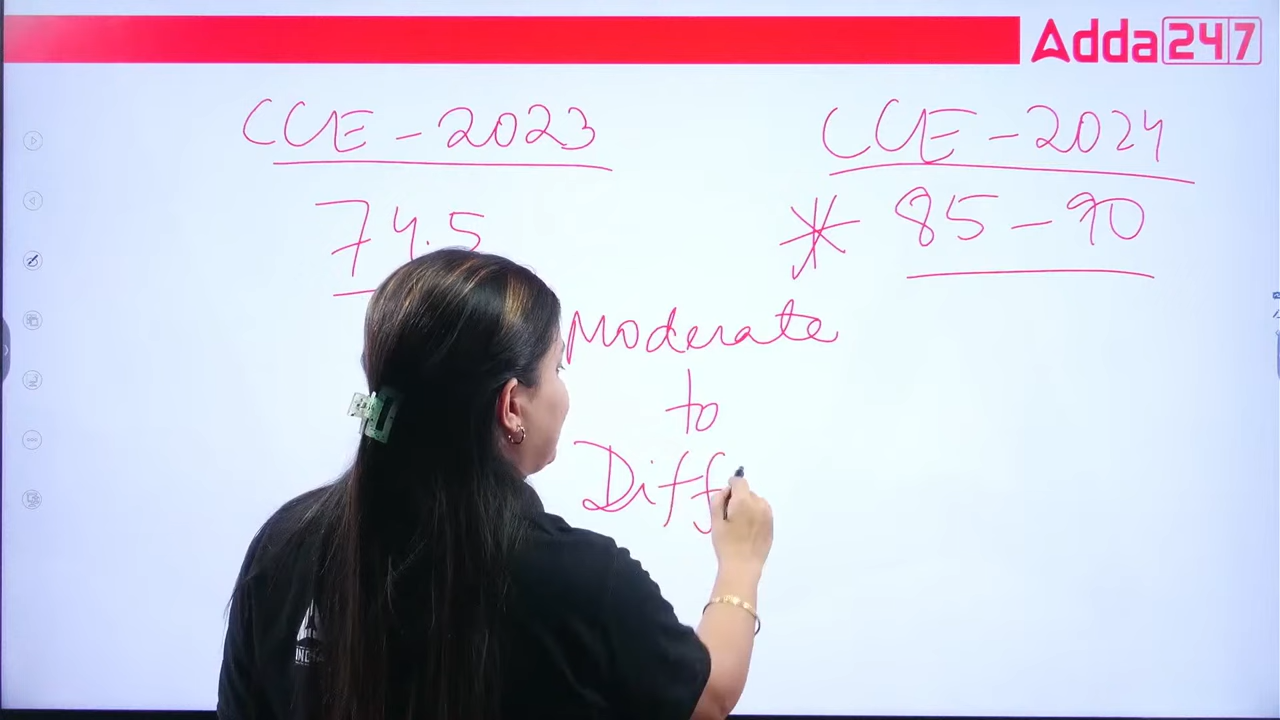 Adda247
CCE - 2023
CCE - 2024
74.5
* 85 - 90
Moderate
to
Diff